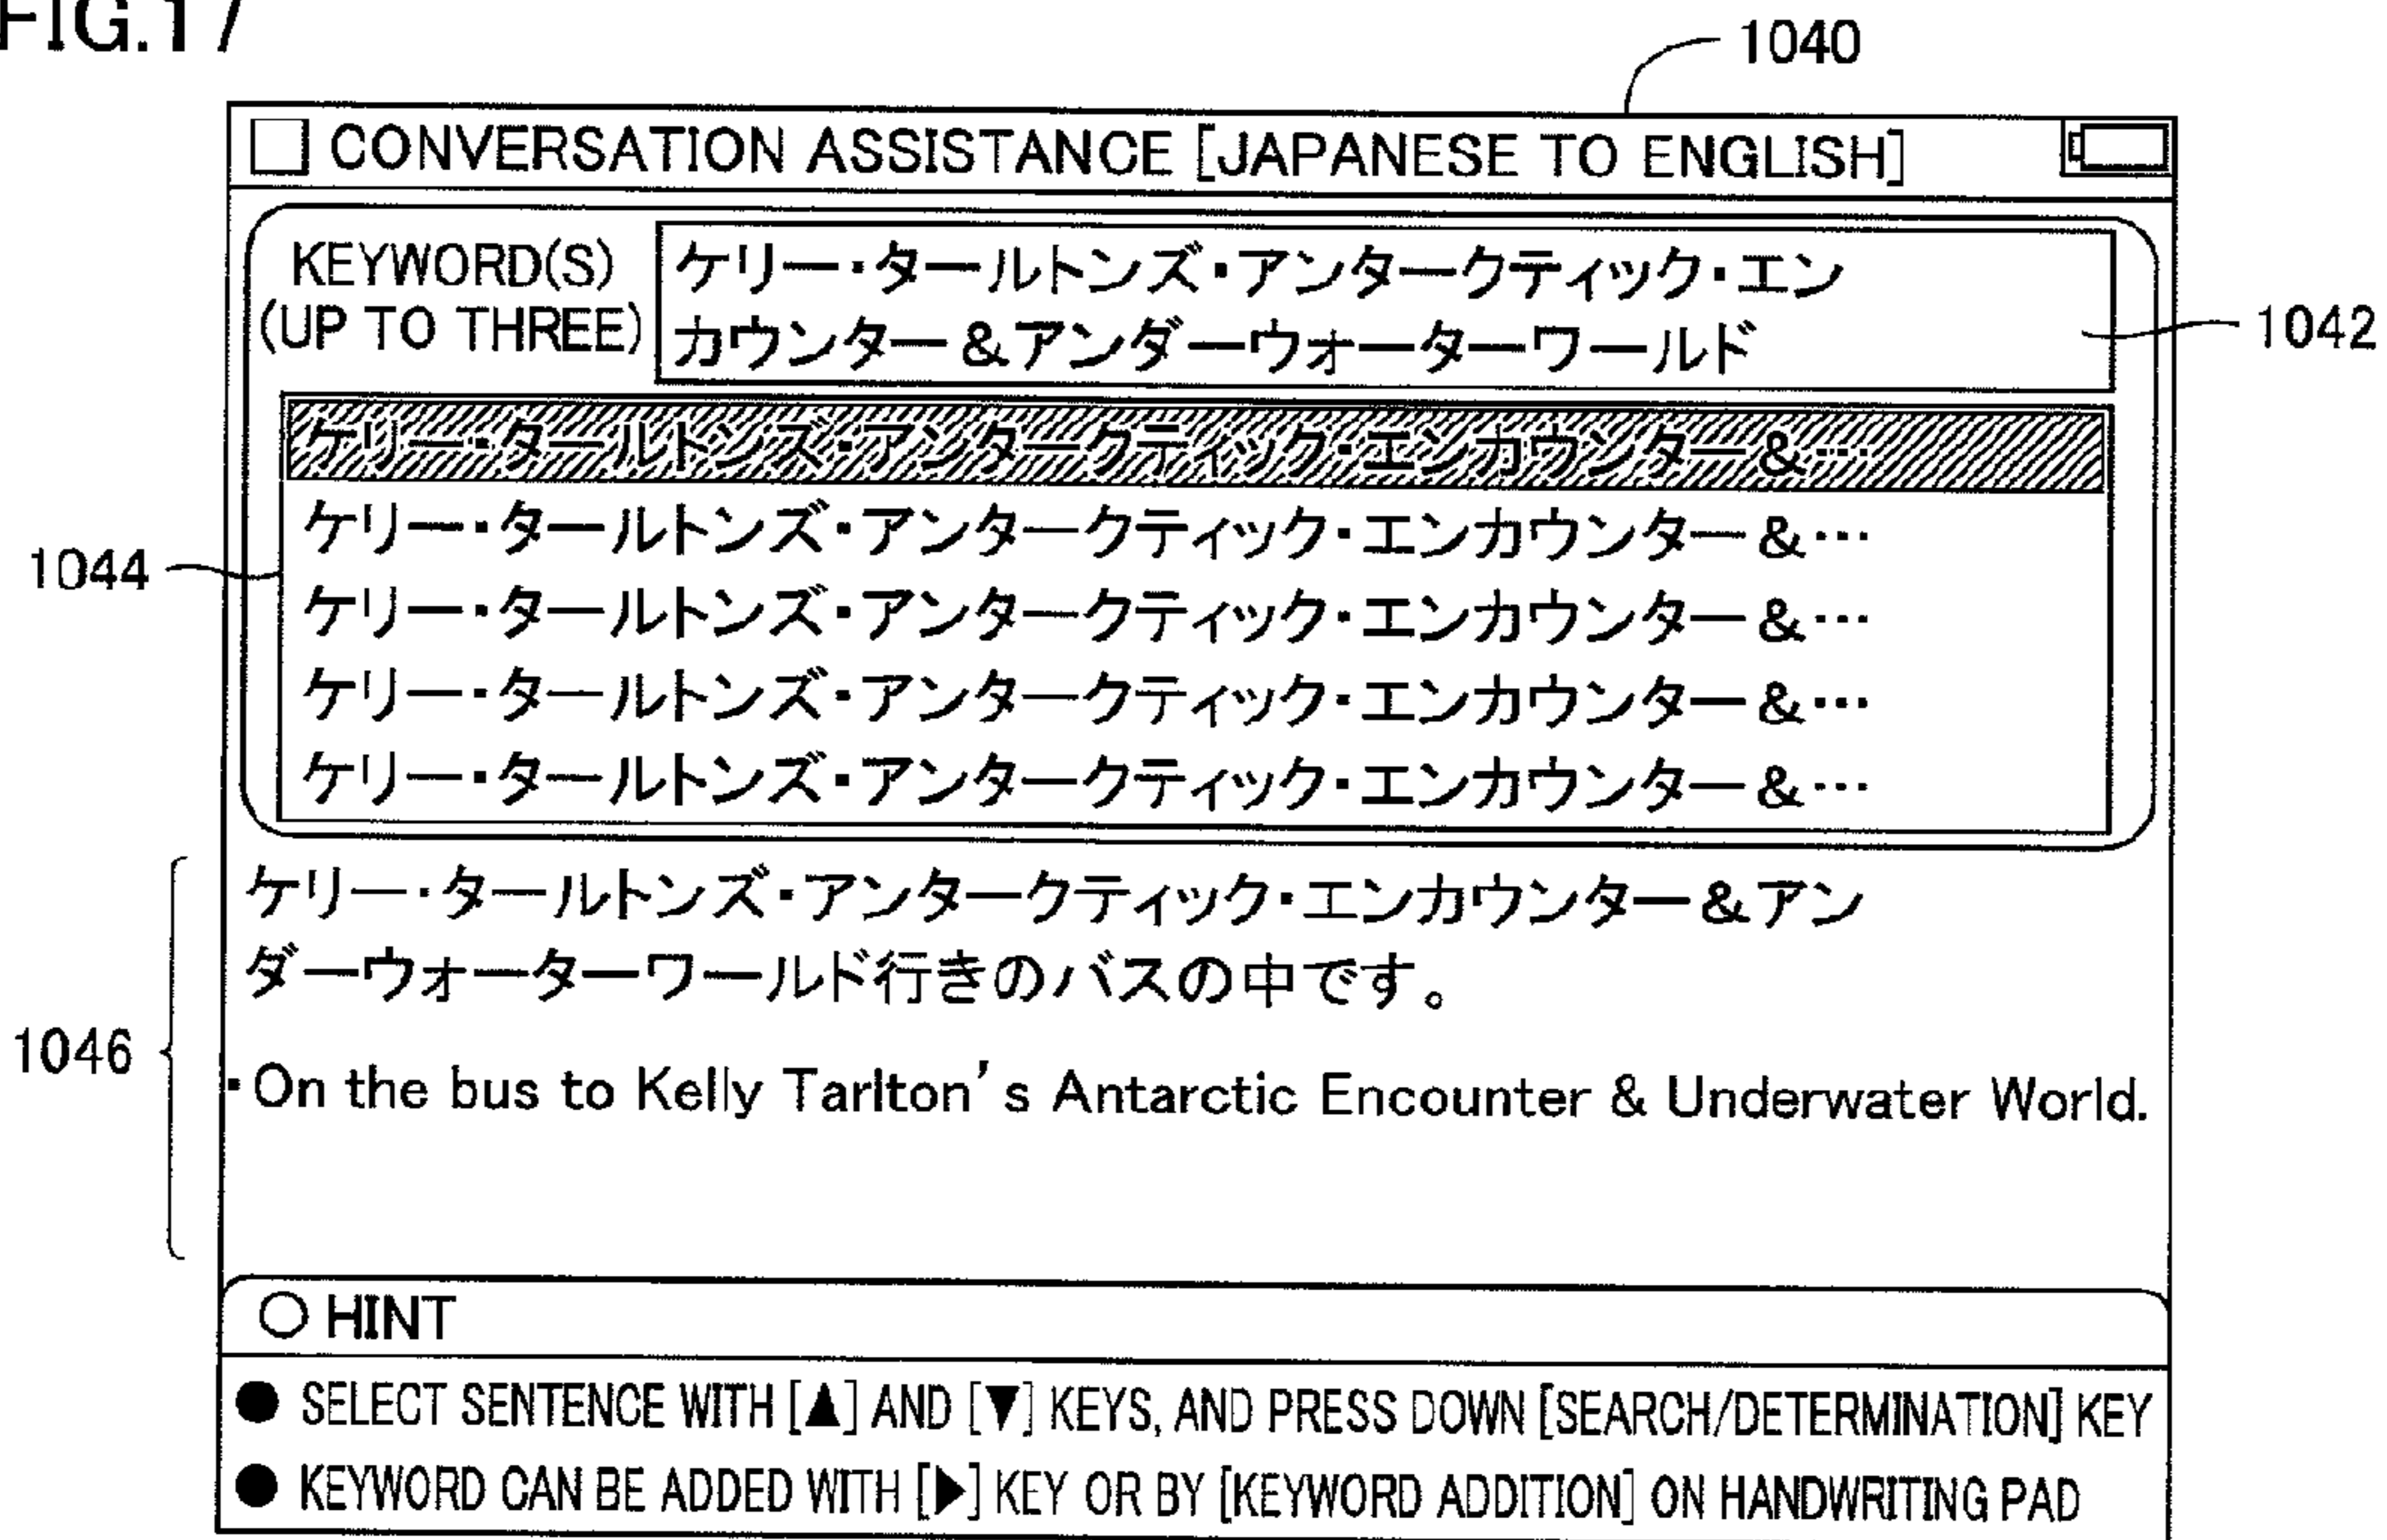 FIG.17
1040
CONVERSATION ASSISTANCE [JAPANESE TO ENGLISH]
KEYWORD(S)
(UP TO THREE)
ケリー・タールトンズ・アンタークティック・エン
カウンター&アンダーウォーターワールド
1042
ケリー・タールトンズ・アンタークティック・エンカウンター&…
ケリー・タールトンズ・アンタークティック・エンカウンター&…
ケリー・タールトンズ・アンタークティック・エンカウンター&…
ケリー・タールトンズ・アンタークティック・エンカウンター&…
ケリー・タールトンズ・アンタークティック・エンカウンター&…
1044
ケリー・タールトンズ・アンタークティック・エンカウンター&アン
ダーウォーターワールド行きのバスの中です。
1046
・On the bus to Kelly Tarlton's Antarctic Encounter & Underwater World.
HINT
● SELECT SENTENCE WITH [▲] AND [▼] KEYS, AND PRESS DOWN [SEARCH/DETERMINATION] KEY
● KEYWORD CAN BE ADDED WITH [▶] KEY OR BY [KEYWORD ADDITION] ON HANDWRITING PAD